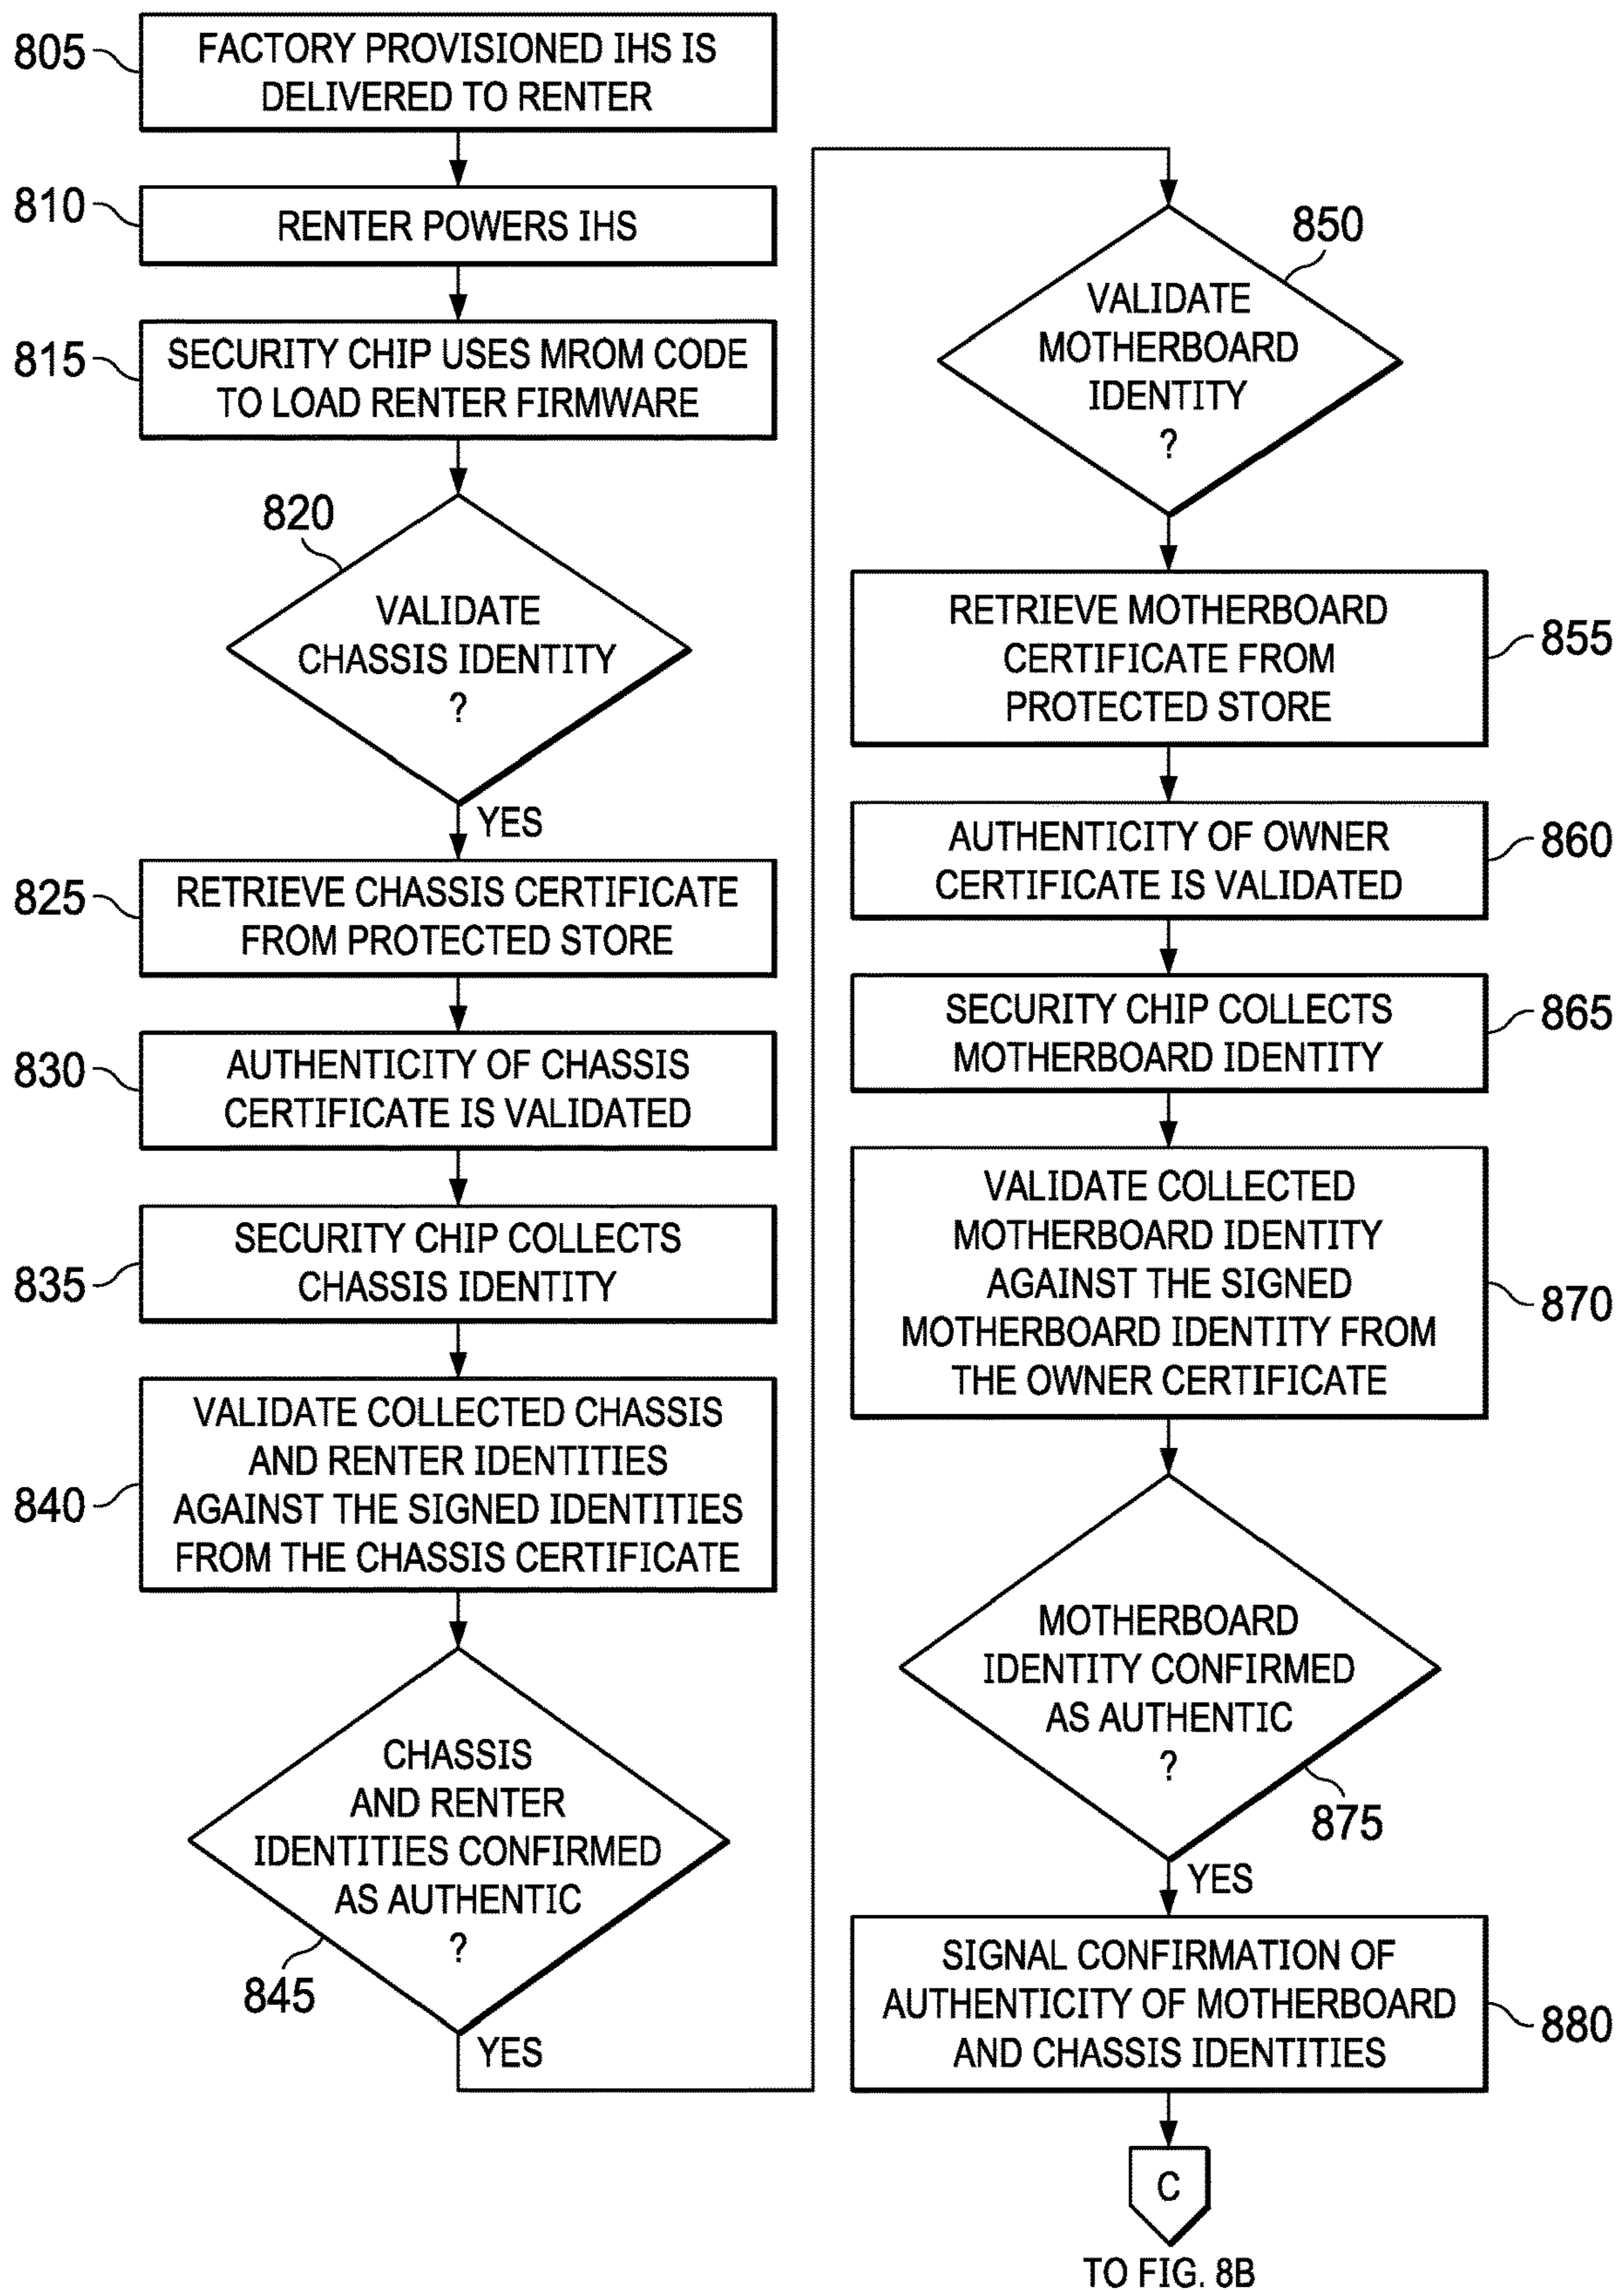 805
FACTORY PROVISIONED IHS IS
DELIVERED TO RENTER
810
RENTER POWERS IHS
815
SECURITY CHIP USES MROM CODE
TO LOAD RENTER FIRMWARE
820
VALIDATE
CHASSIS IDENTITY
?
YES
825
RETRIEVE CHASSIS CERTIFICATE
FROM PROTECTED STORE
830
AUTHENTICITY OF CHASSIS
CERTIFICATE IS VALIDATED
835
SECURITY CHIP COLLECTS
CHASSIS IDENTITY
840
VALIDATE COLLECTED CHASSIS
AND RENTER IDENTITIES
AGAINST THE SIGNED IDENTITIES
FROM THE CHASSIS CERTIFICATE
CHASSIS
AND RENTER
IDENTITIES CONFIRMED
AS AUTHENTIC
?
845
YES
850
VALIDATE
MOTHERBOARD
IDENTITY
?
RETRIEVE MOTHERBOARD
CERTIFICATE FROM
PROTECTED STORE
855
AUTHENTICITY OF OWNER
CERTIFICATE IS VALIDATED
860
SECURITY CHIP COLLECTS
MOTHERBOARD IDENTITY
865
VALIDATE COLLECTED
MOTHERBOARD IDENTITY
AGAINST THE SIGNED
MOTHERBOARD IDENTITY FROM
THE OWNER CERTIFICATE
870
MOTHERBOARD
IDENTITY CONFIRMED
AS AUTHENTIC
?
875
YES
SIGNAL CONFIRMATION OF
AUTHENTICITY OF MOTHERBOARD
AND CHASSIS IDENTITIES
880
C
TO FIG. 8B